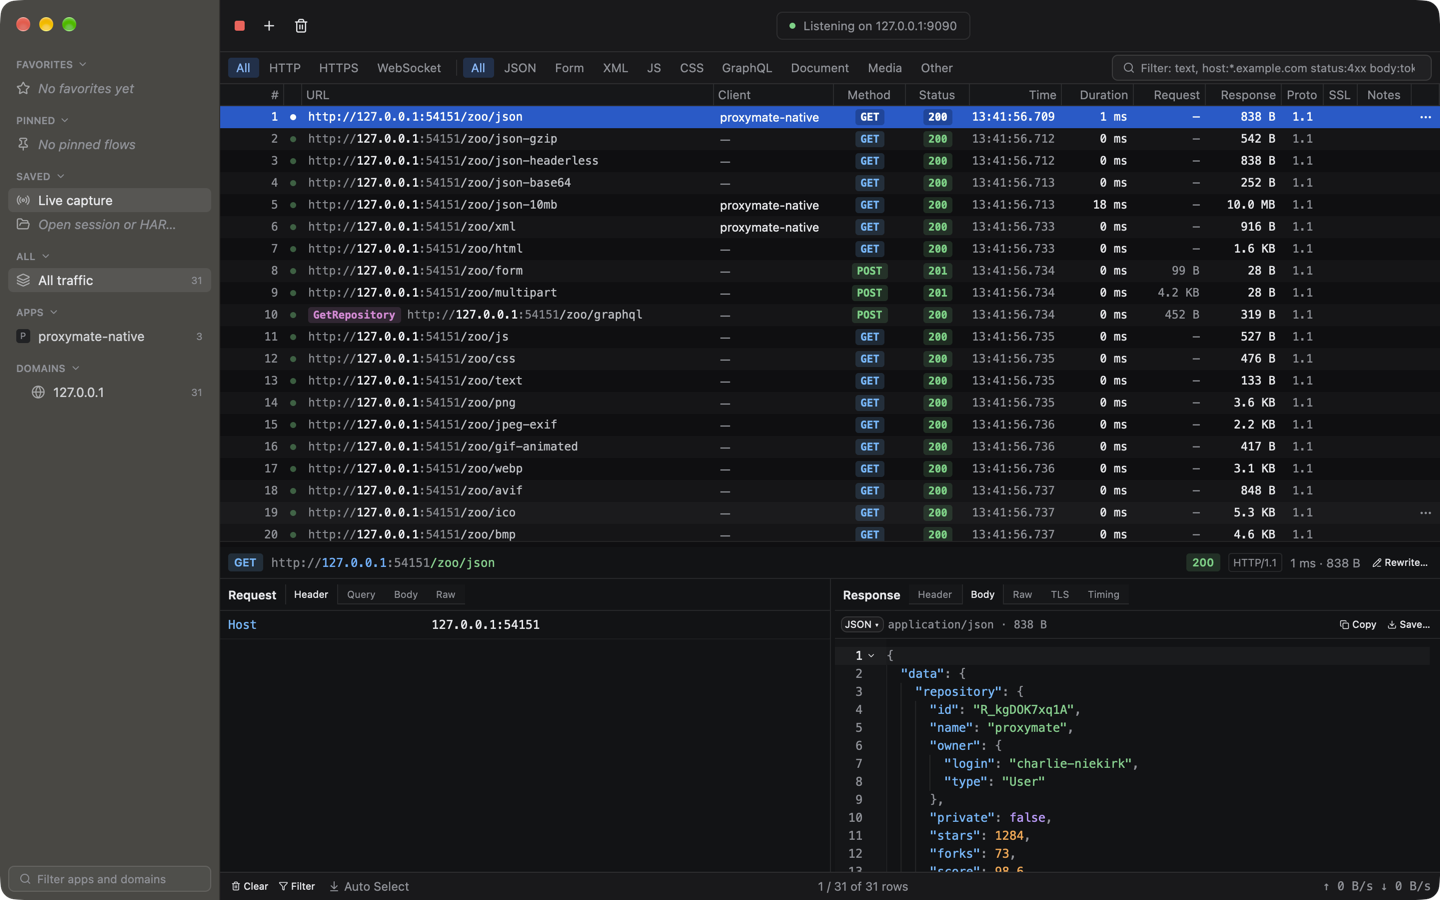 Listening on 127.0.0.1:9090
FAVORITES
No favorites yet
PINNED
No pinned flows
SAVED
Live capture
Open session or HAR...
ALL
All traffic 31
APPS
P proxymate-native 3
DOMAINS
127.0.0.1 31
Filter apps and domains
All HTTP HTTPS WebSocket All JSON Form XML JS CSS GraphQL Document Media Other Filter: text, host:*.example.com status:4xx body:tok
# URL Client Method Status Time Duration Request Response Proto SSL Notes
1 http://127.0.0.1:54151/zoo/json proxymate-native GET 200 13:41:56.709 1 ms — 838 B 1.1 ...
2 http://127.0.0.1:54151/zoo/json-gzip — GET 200 13:41:56.712 0 ms — 542 B 1.1
3 http://127.0.0.1:54151/zoo/json-headerless — GET 200 13:41:56.712 0 ms — 838 B 1.1
4 http://127.0.0.1:54151/zoo/json-base64 — GET 200 13:41:56.713 0 ms — 252 B 1.1
5 http://127.0.0.1:54151/zoo/json-10mb proxymate-native GET 200 13:41:56.713 18 ms — 10.0 MB 1.1
6 http://127.0.0.1:54151/zoo/xml proxymate-native GET 200 13:41:56.733 0 ms — 916 B 1.1
7 http://127.0.0.1:54151/zoo/html — GET 200 13:41:56.734 0 ms — 1.6 KB 1.1
8 http://127.0.0.1:54151/zoo/form — POST 201 13:41:56.734 0 ms 99 B 28 B 1.1
9 http://127.0.0.1:54151/zoo/multipart — POST 201 13:41:56.734 0 ms 4.2 KB 28 B 1.1
10 GetRepository http://127.0.0.1:54151/zoo/graphql — POST 200 13:41:56.734 0 ms 452 B 319 B 1.1
11 http://127.0.0.1:54151/zoo/js — GET 200 13:41:56.735 0 ms — 527 B 1.1
12 http://127.0.0.1:54151/zoo/css — GET 200 13:41:56.735 0 ms — 476 B 1.1
13 http://127.0.0.1:54151/zoo/text — GET 200 13:41:56.735 0 ms — 133 B 1.1
14 http://127.0.0.1:54151/zoo/png — GET 200 13:41:56.735 0 ms — 3.6 KB 1.1
15 http://127.0.0.1:54151/zoo/jpeg-exif — GET 200 13:41:56.736 0 ms — 2.2 KB 1.1
16 http://127.0.0.1:54151/zoo/gif-animated — GET 200 13:41:56.736 0 ms — 417 B 1.1
17 http://127.0.0.1:54151/zoo/webp — GET 200 13:41:56.736 0 ms — 3.1 KB 1.1
18 http://127.0.0.1:54151/zoo/avif — GET 200 13:41:56.737 0 ms — 848 B 1.1
19 http://127.0.0.1:54151/zoo/ico — GET 200 13:41:56.737 0 ms — 5.3 KB 1.1 ...
20 http://127.0.0.1:54151/zoo/bmp — GET 200 13:41:56.737 0 ms — 4.6 KB 1.1
GET http://127.0.0.1:54151/zoo/json 200 HTTP/1.1 1 ms · 838 B Rewrite...
Request Header Query Body Raw
Host 127.0.0.1:54151
Response Header Body Raw TLS Timing
JSON application/json · 838 B Copy Save...
1 {
2 "data": {
3 "repository": {
4 "id": "R_kgDOK7xq1A",
5 "name": "proxymate",
6 "owner": {
7 "login": "charlie-niekirk",
8 "type": "User"
9 },
10 "private": false,
11 "stars": 1284,
12 "forks": 73,
13 "score": 98.6
Clear Filter Auto Select 1 / 31 of 31 rows ↑ 0 B/s ↓ 0 B/s